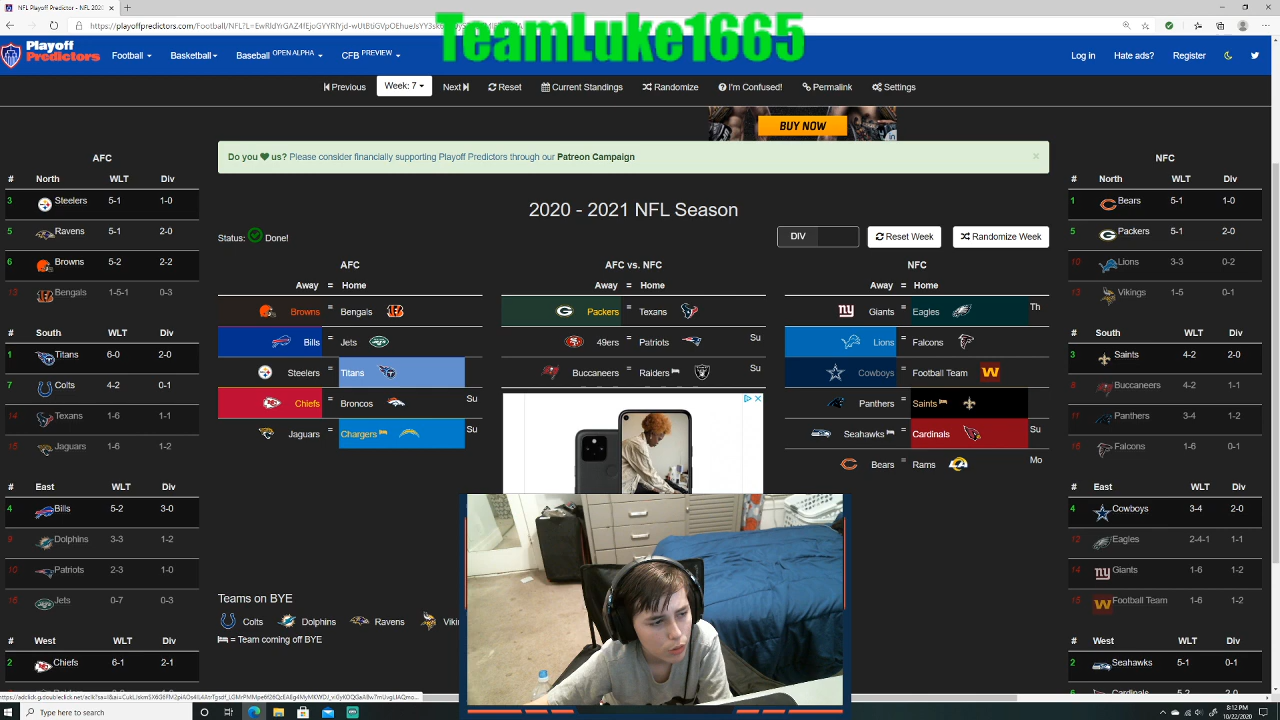 NFL Playoff Predictor - NFL 2021
TeamLuke1665
Playoff Predictors Football Basketball Baseball OPEN ALPHA CFB PREVIEW Log in Hate ads? Register
Previous Week: 7 Next Reset Current Standings Randomize I'm Confused! Permalink Settings
BUY NOW
Do you us? Please consider financially supporting Playoff Predictors through our Patreon Campaign ×
2020 - 2021 NFL Season
Status: Done! DIV Reset Week Randomize Week
AFC
# North WLT Div
3 Steelers 5-1 1-0
5 Ravens 5-1 2-0
6 Browns 5-2 2-2
13 Bengals 1-5-1 0-3
# South WLT Div
1 Titans 6-0 2-0
7 Colts 4-2 0-1
14 Texans 1-6 1-1
15 Jaguars 1-6 1-2
# East WLT Div
4 Bills 5-2 3-0
9 Dolphins 3-3 1-2
10 Patriots 2-3 1-0
16 Jets 0-7 0-3
# West WLT Div
2 Chiefs 6-1 2-1
AFC
Away = Home
Browns = Bengals
Bills = Jets
Steelers = Titans
Chiefs = Broncos Su
Jaguars = Chargers Su
Teams on BYE
Colts Dolphins Ravens
= Team coming off BYE
AFC vs. NFC
Away = Home
Packers = Texans
49ers = Patriots Su
Buccaneers = Raiders Su
NFC
Away = Home
Giants = Eagles Th
Lions = Falcons
Cowboys = Football Team
Panthers = Saints
Seahawks = Cardinals Su
Bears = Rams Mo
NFC
# North WLT Div
1 Bears 5-1 1-0
5 Packers 5-1 2-0
10 Lions 3-3 0-2
13 Vikings 1-5 0-1
# South WLT Div
3 Saints 4-2 2-0
8 Buccaneers 4-2 1-1
11 Panthers 3-4 1-2
16 Falcons 1-6 0-1
# East WLT Div
4 Cowboys 3-4 2-0
12 Eagles 2-4-1 1-1
14 Giants 1-6 1-2
15 Football Team 1-6 1-2
# West WLT Div
2 Seahawks 5-1 0-1
Type here to search
8:13 PM
10/22/2020